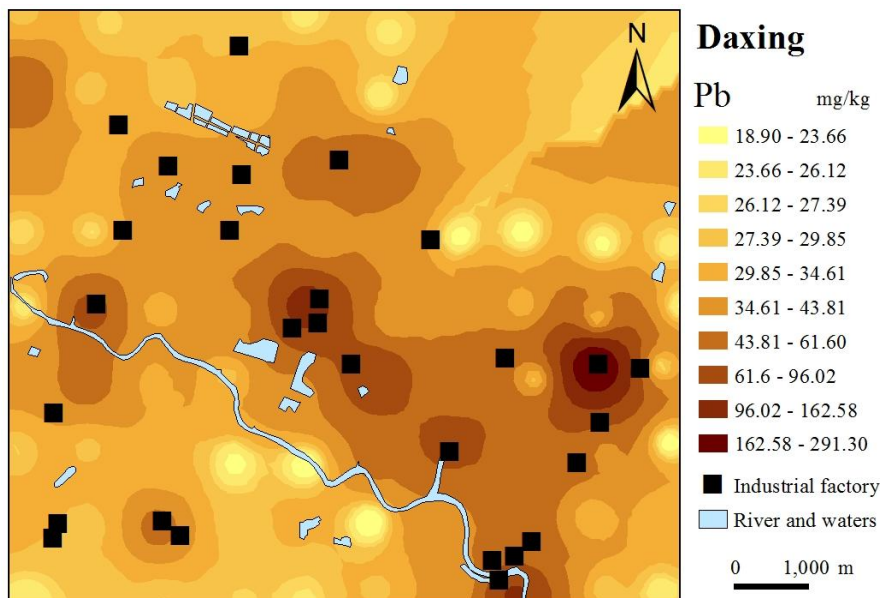 N
Daxing
Pb mg/kg
18.90 - 23.66
23.66 - 26.12
26.12 - 27.39
27.39 - 29.85
29.85 - 34.61
34.61 - 43.81
43.81 - 61.60
61.6 - 96.02
96.02 - 162.58
162.58 - 291.30
Industrial factory
River and waters
0 1,000 m